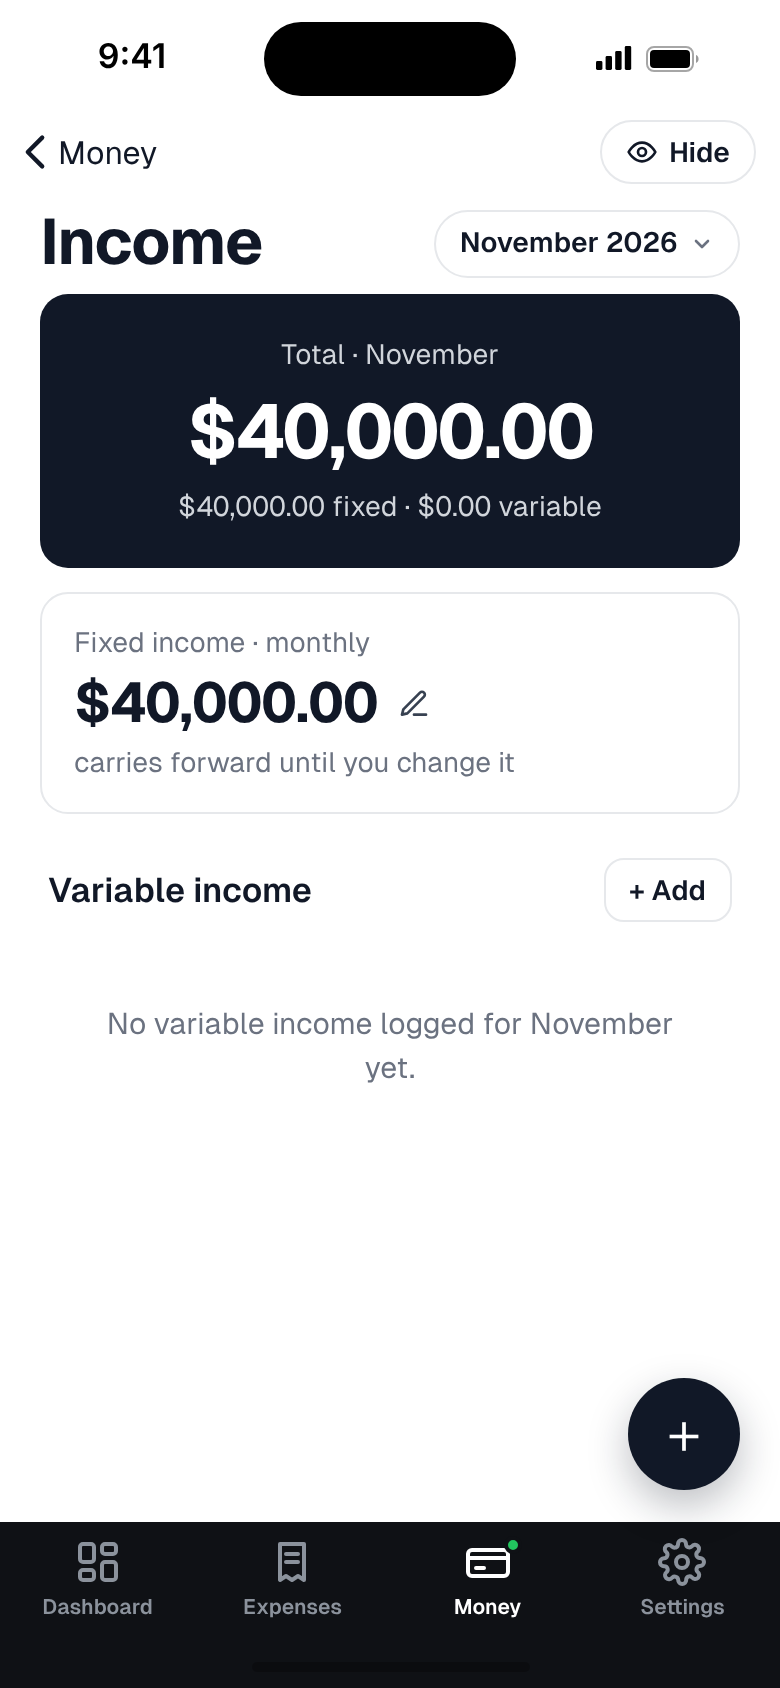 9:41
Money
Hide
Income
November 2026
Total · November
$40,000.00
$40,000.00 fixed · $0.00 variable
Fixed income · monthly
$40,000.00
carries forward until you change it
Variable income
+ Add
No variable income logged for November
yet.
+
Dashboard
Expenses
Money
Settings